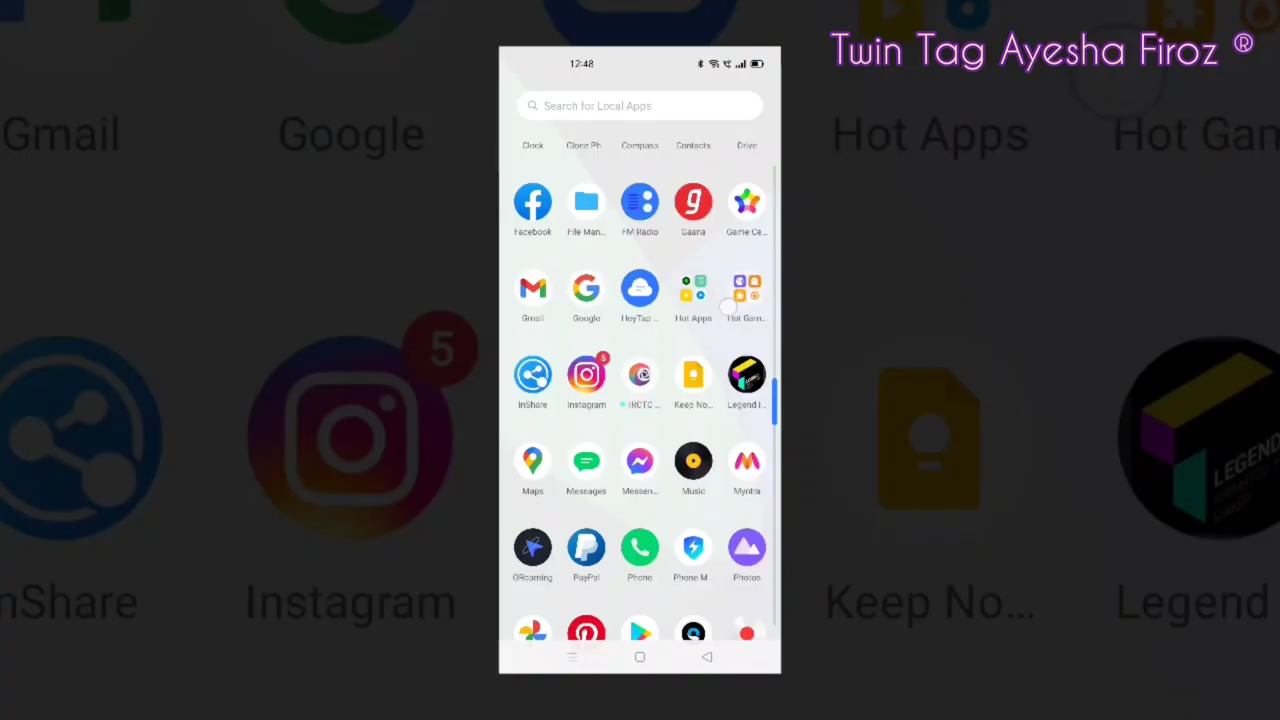 Twin Tag Ayesha Firoz ®
12:48
Search for Local Apps
Clock Clone Ph Compass Contacts Drive
Facebook File Man... FM Radio Gaana Game Ce...
Gmail Google HeyTap ... Hot Apps Hot Gam...
5
InShare Instagram IRCTC ... Keep No... Legend I...
Maps Messages Messen... Music Myntra
ORoaming PayPal Phone Phone M... Photos
Gmail Google Hot Apps Hot Gam
5
LEGEND
nShare Instagram Keep No... Legend